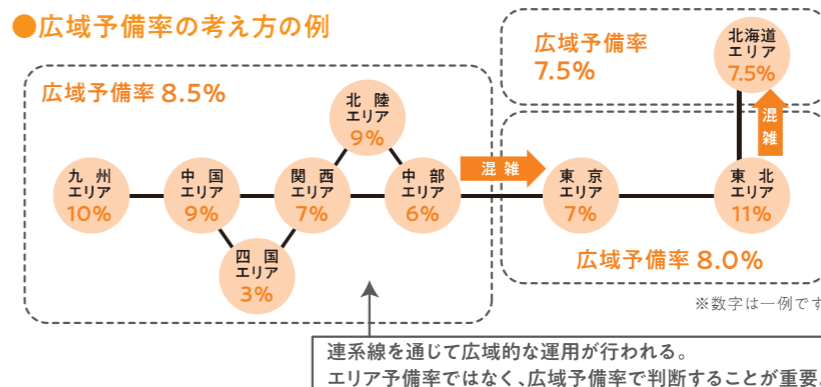 ●広域予備率の考え方の例
広域予備率 8.5%
九 州
エリア
10%
中 国
エリア
9%
四 国
エリア
3%
関 西
エリア
7%
北 陸
エリア
9%
中 部
エリア
6%
混 雑
東 京
エリア
7%
東 北
エリア
11%
広域予備率 8.0%
混
雑
広域予備率
7.5%
北海道
エリア
7.5%
※数字は一例です
連系線を通じて広域的な運用が行われる。
エリア予備率ではなく、広域予備率で判断することが重要。